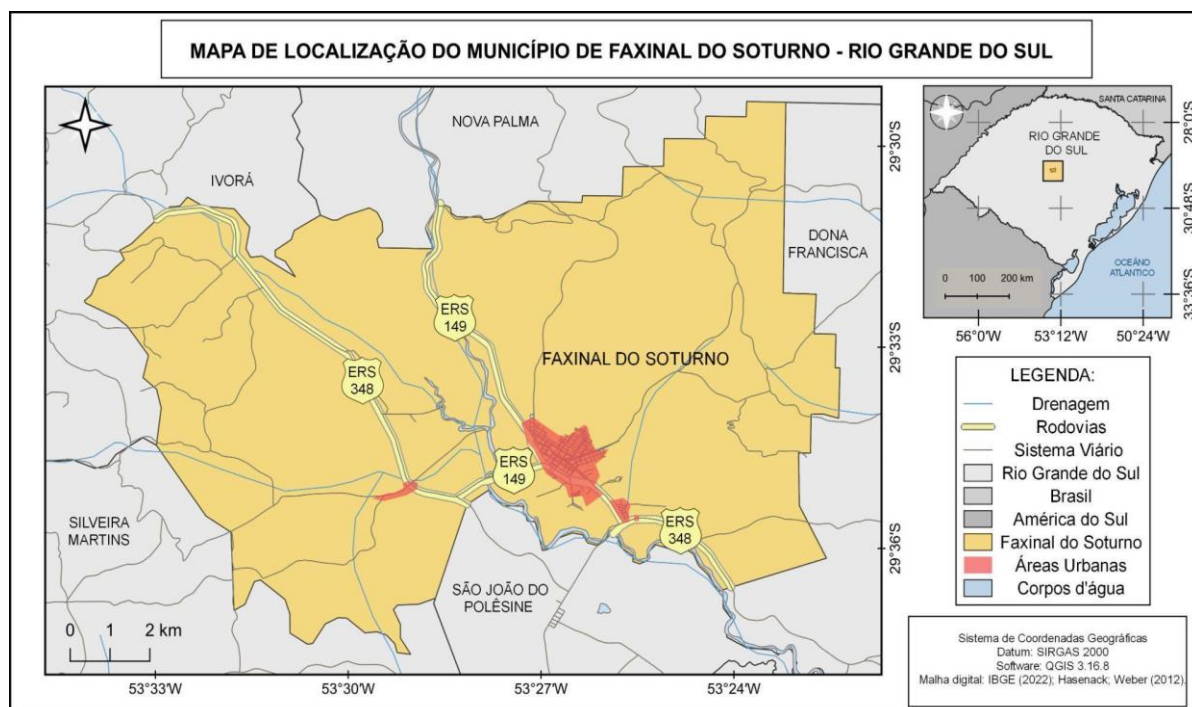 MAPA DE LOCALIZAÇÃO DO MUNICÍPIO DE FAXINAL DO SOTURNO - RIO GRANDE DO SUL
NOVA PALMA
IVORÁ
DONA
FRANCISCA
ERS
149
FAXINAL DO SOTURNO
ERS
348
ERS
149
ERS
348
SILVEIRA
MARTINS
SÃO JOÃO DO
POLÊSINE
0 1 2 km
53°33'W 53°30'W 53°27'W 53°24'W
29°30'S
29°33'S
29°36'S
SANTA CATARINA
RIO GRANDE
DO SUL
OCEÂNO
ATLANTICO
0 100 200 km
28°0'S
30°48'S
33°36'S
56°0'W 53°12'W 50°24'W
LEGENDA:
Drenagem
Rodovias
Sistema Viário
Rio Grande do Sul
Brasil
América do Sul
Faxinal do Soturno
Áreas Urbanas
Corpos d'água
Sistema de Coordenadas Geográficas
Datum: SIRGAS 2000
Software: QGIS 3.16.8
Malha digital: IBGE (2022); Hasenack; Weber (2012).